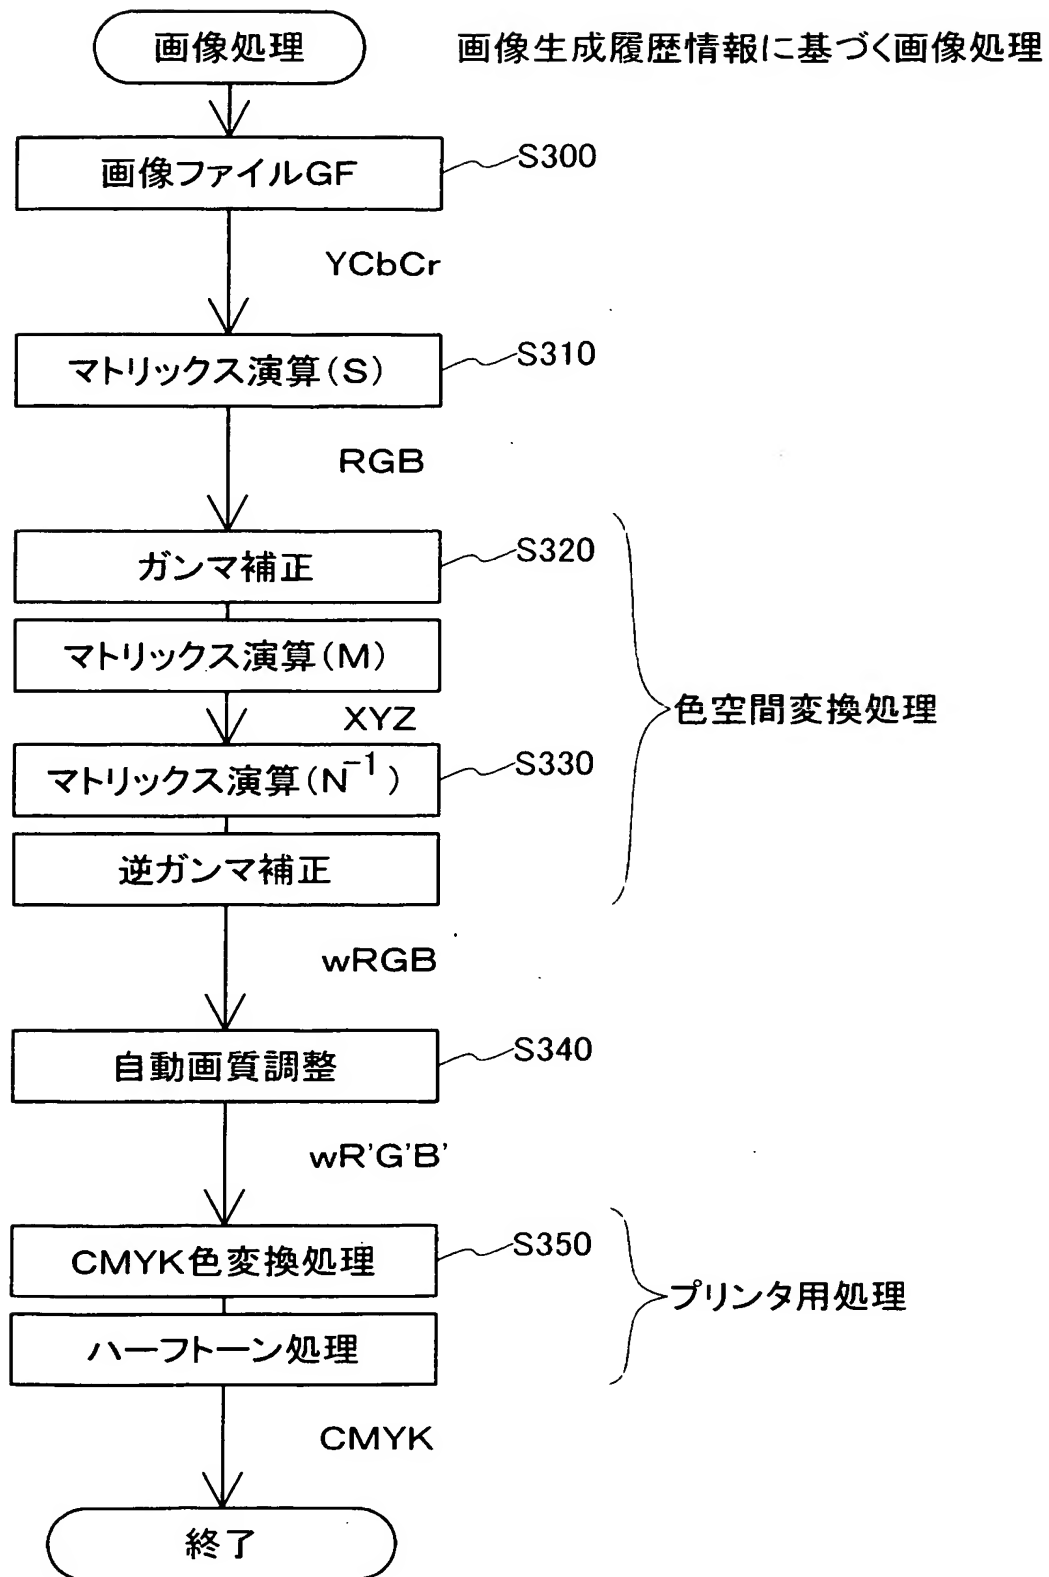 画像処理
画像生成履歴情報に基づく画像処理
画像ファイルGF
S300
YCbCr
マトリックス演算(S)
S310
RGB
ガンマ補正
S320
マトリックス演算(M)
XYZ
マトリックス演算(N⁻¹)
S330
逆ガンマ補正
色空間変換処理
wRGB
自動画質調整
S340
wR'G'B'
CMYK色変換処理
S350
ハーフトーン処理
プリンタ用処理
CMYK
終了